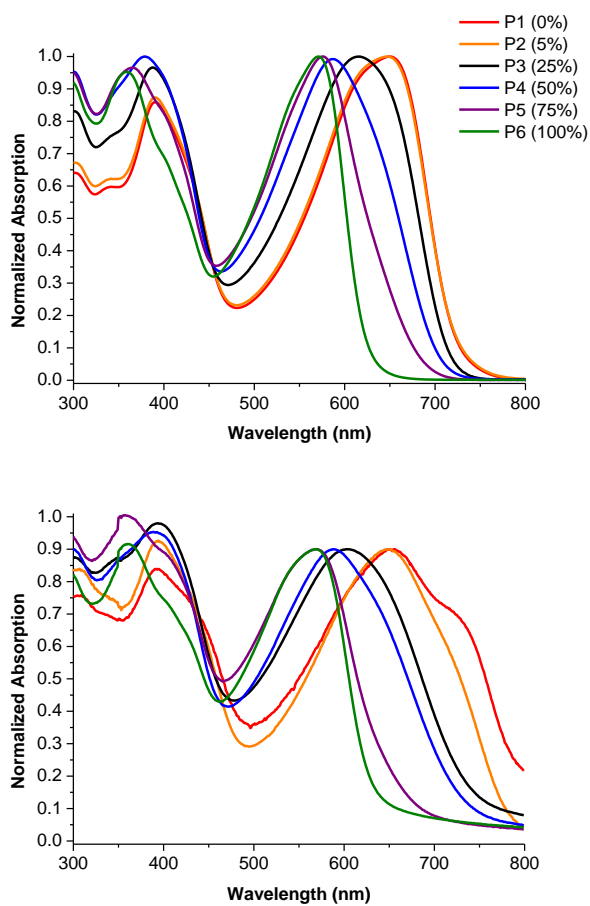 P1 (0%)
P2 (5%)
P3 (25%)
P4 (50%)
P5 (75%)
P6 (100%)
1.0
0.9
0.8
0.7
0.6
0.5
0.4
0.3
0.2
0.1
0.0
Normalized Absorption
300 400 500 600 700 800
Wavelength (nm)
1.0
0.9
0.8
0.7
0.6
0.5
0.4
0.3
0.2
0.1
0.0
Normalized Absorption
300 400 500 600 700 800
Wavelength (nm)